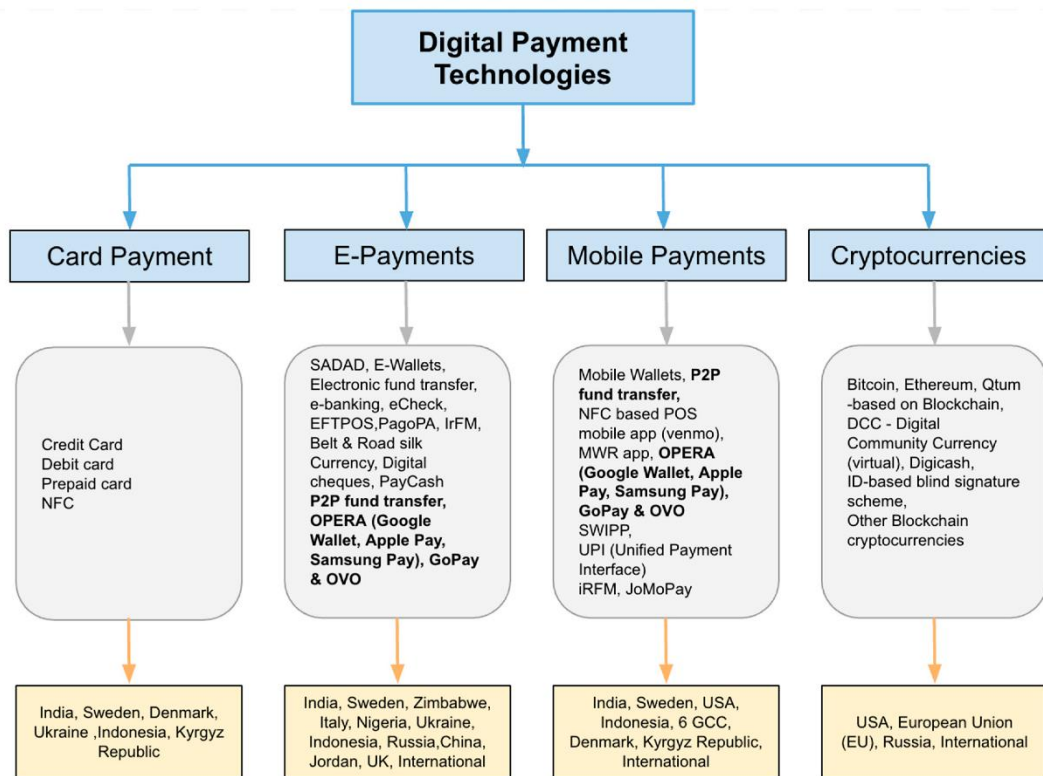 Digital Payment
Technologies
Card Payment
E-Payments
Mobile Payments
Cryptocurrencies
Credit Card
Debit card
Prepaid card
NFC
SADAD, E-Wallets,
Electronic fund transfer,
e-banking, eCheck,
EFTPOS,PagoPA, IrFM,
Belt & Road silk
Currency, Digital
cheques, PayCash
P2P fund transfer,
OPERA (Google
Wallet, Apple Pay,
Samsung Pay), GoPay
& OVO
Mobile Wallets, P2P
fund transfer,
NFC based POS
mobile app (venmo),
MWR app, OPERA
(Google Wallet, Apple
Pay, Samsung Pay),
GoPay & OVO
SWIPP,
UPI (Unified Payment
Interface)
iRFM, JoMoPay
Bitcoin, Ethereum, Qtum
-based on Blockchain,
DCC - Digital
Community Currency
(virtual), Digicash,
ID-based blind signature
scheme,
Other Blockchain
cryptocurrencies
India, Sweden, Denmark,
Ukraine ,Indonesia, Kyrgyz
Republic
India, Sweden, Zimbabwe,
Italy, Nigeria, Ukraine,
Indonesia, Russia,China,
Jordan, UK, International
India, Sweden, USA,
Indonesia, 6 GCC,
Denmark, Kyrgyz Republic,
International
USA, European Union
(EU), Russia, International